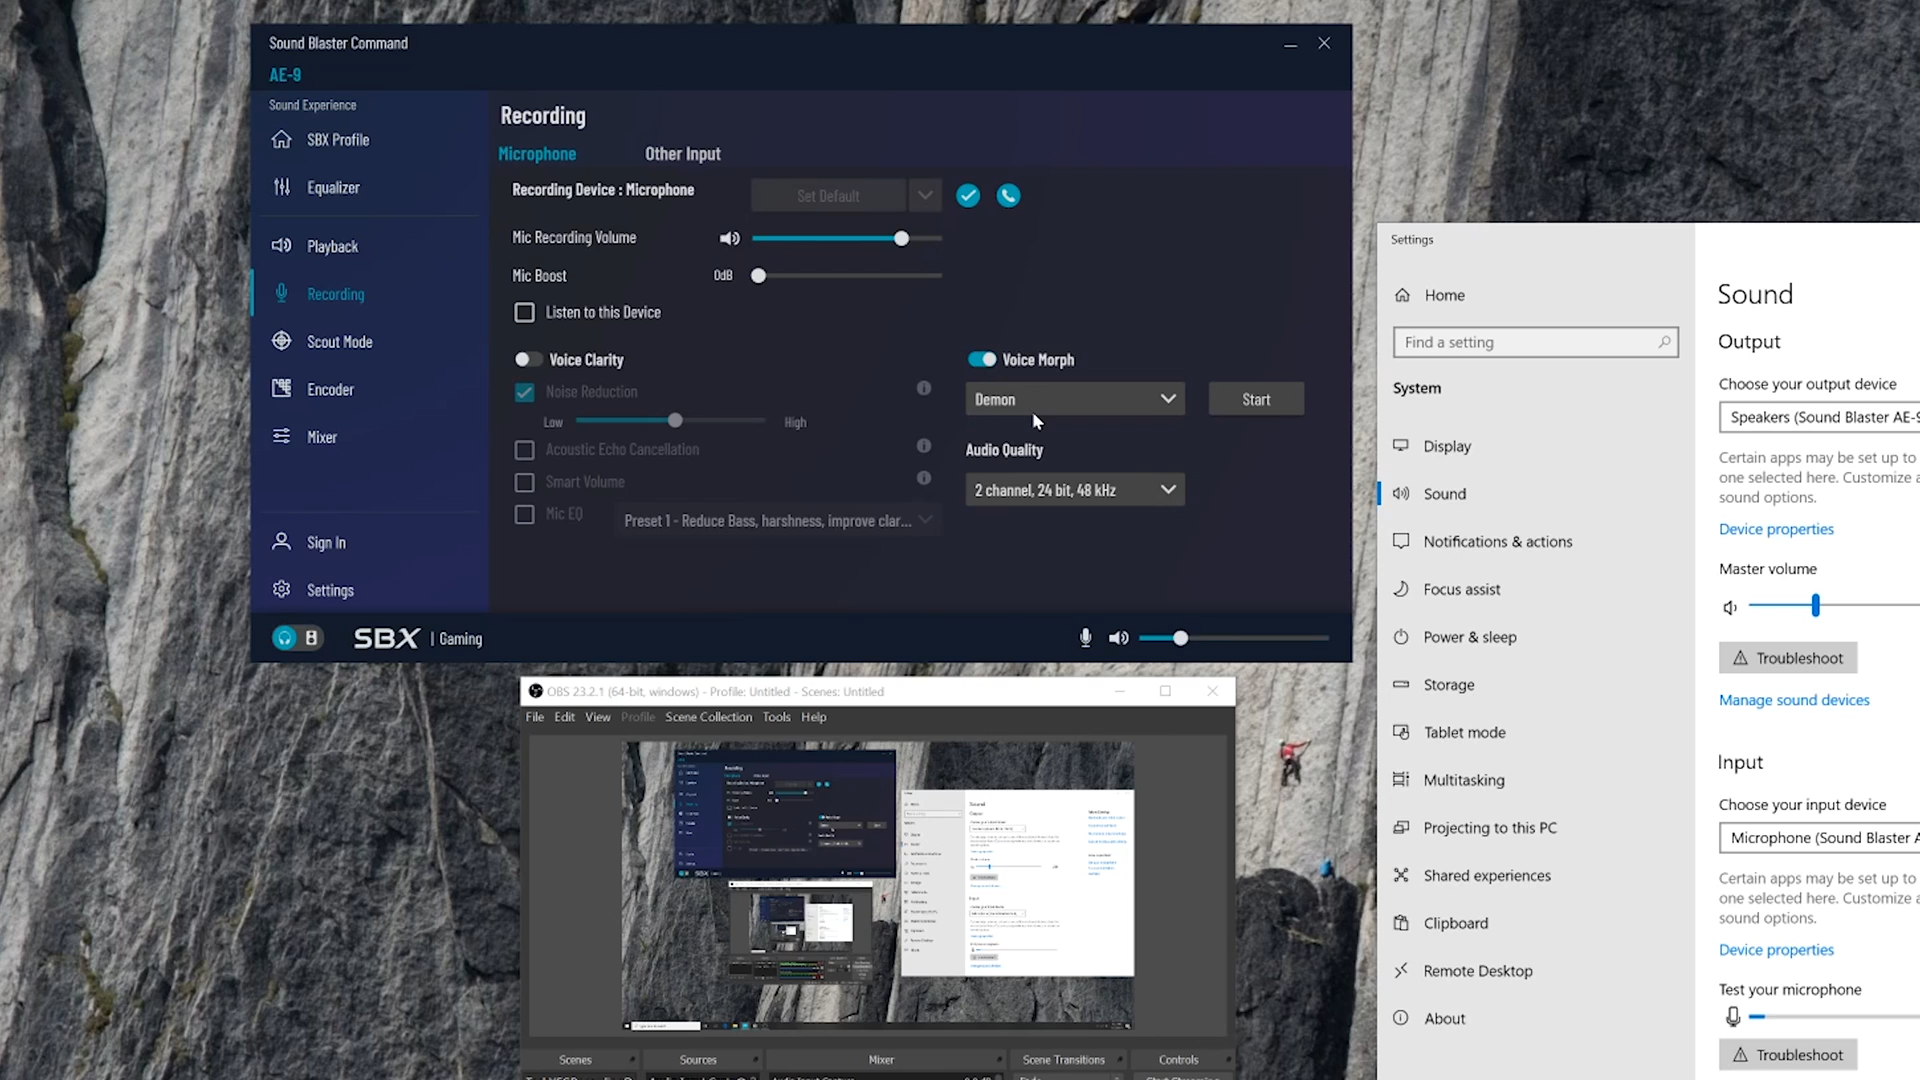 Sound Blaster Command
AE-9
Sound Experience
SBX Profile
Equalizer
Playback
Recording
Scout Mode
Encoder
Mixer
Sign In
Settings
Recording
Microphone
Other Input
Recording Device : Microphone
Set Default
Mic Recording Volume
Mic Boost
0dB
Listen to this Device
Voice Clarity
Noise Reduction
Low
High
Acoustic Echo Cancellation
Smart Volume
Mic EQ
Preset 1 - Reduce Bass, harshness, improve clar...
Voice Morph
Demon
Start
Audio Quality
2 channel, 24 bit, 48 kHz
SBX | Gaming
OBS 23.2.1 (64-bit, windows) - Profile: Untitled - Scenes: Untitled
File Edit View Profile Scene Collection Tools Help
Scenes
Sources
Mixer
Scene Transitions
Controls
Settings
Home
Find a setting
System
Display
Sound
Notifications & actions
Focus assist
Power & sleep
Storage
Tablet mode
Multitasking
Projecting to this PC
Shared experiences
Clipboard
Remote Desktop
About
Sound
Output
Choose your output device
Speakers (Sound Blaster AE-9
Certain apps may be set up to
one selected here. Customize a
sound options.
Device properties
Master volume
Troubleshoot
Manage sound devices
Input
Choose your input device
Microphone (Sound Blaster A
Certain apps may be set up to
one selected here. Customize a
sound options.
Device properties
Test your microphone
Troubleshoot